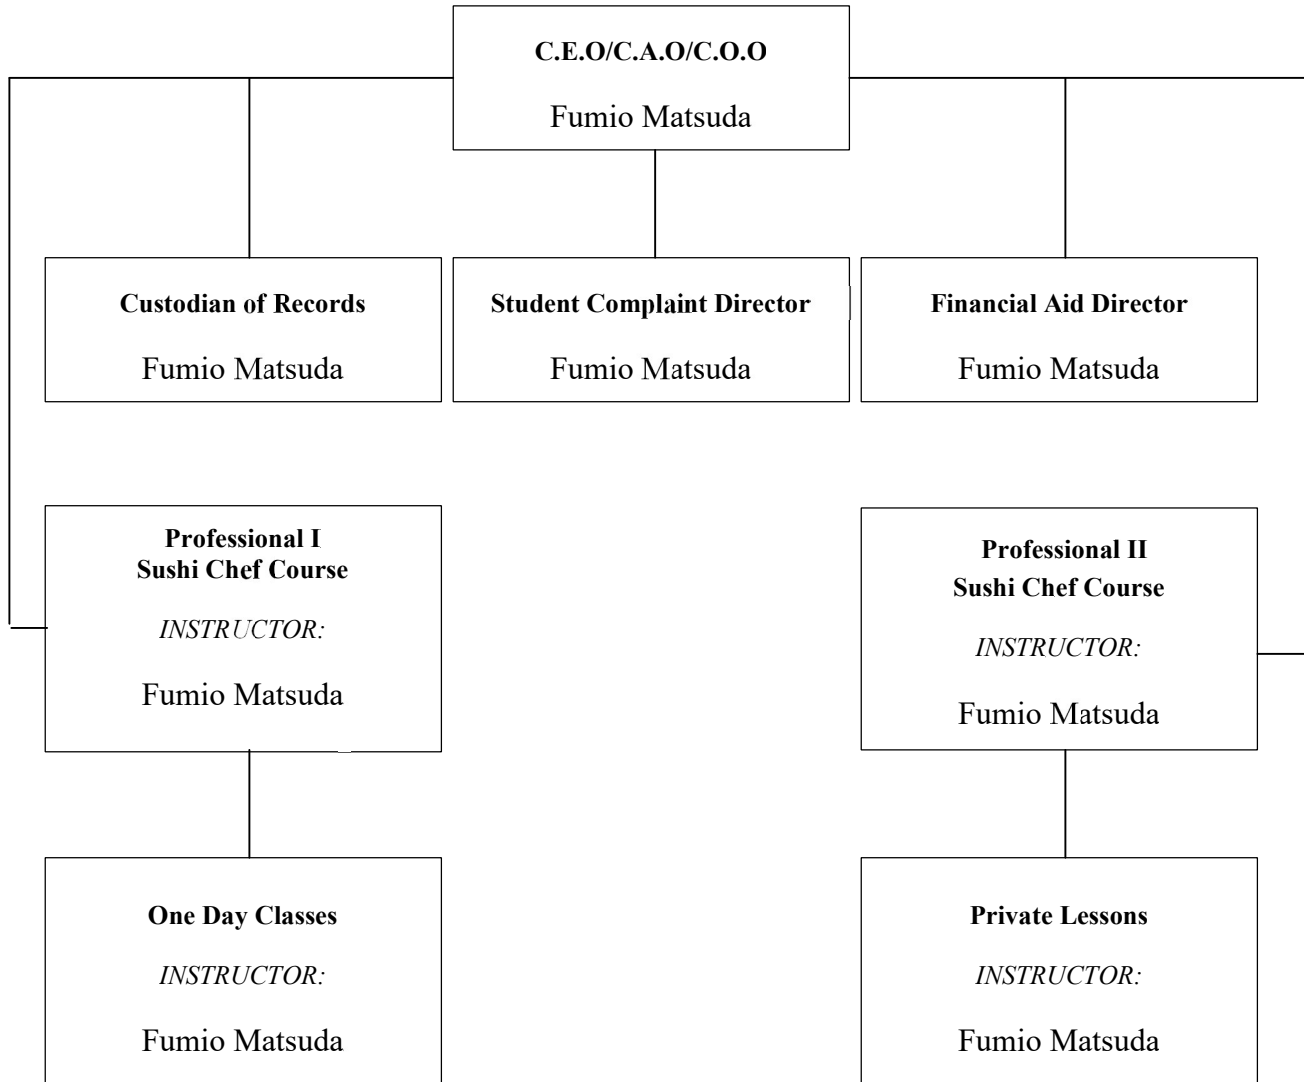 C.E.O/C.A.O/C.O.O
Fumio Matsuda
Custodian of Records
Fumio Matsuda
Student Complaint Director
Fumio Matsuda
Financial Aid Director
Fumio Matsuda
Professional I
Sushi Chef Course
INSTRUCTOR:
Fumio Matsuda
Professional II
Sushi Chef Course
INSTRUCTOR:
Fumio Matsuda
One Day Classes
INSTRUCTOR:
Fumio Matsuda
Private Lessons
INSTRUCTOR:
Fumio Matsuda